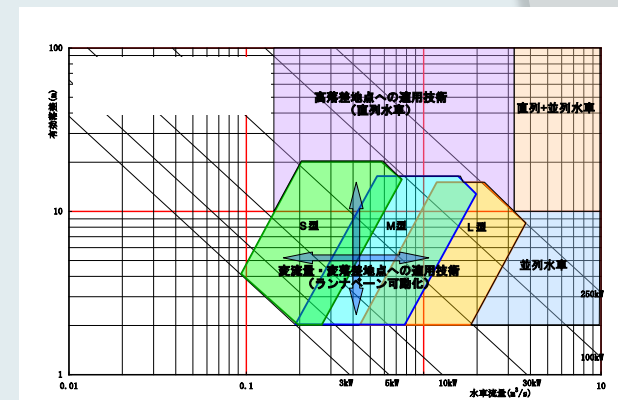 100
有効落差(m)
高落差地点への適用技術
(直列水車)
直列+並列水車
10
S型
M型
L型
変流量・変落差地点への適用技術
(ランナベーン可動化)
並列水車
250kW
100kW
1
0.01
0.1
3kW
6kW
10kW
30kW
10
水車流量(m³/s)